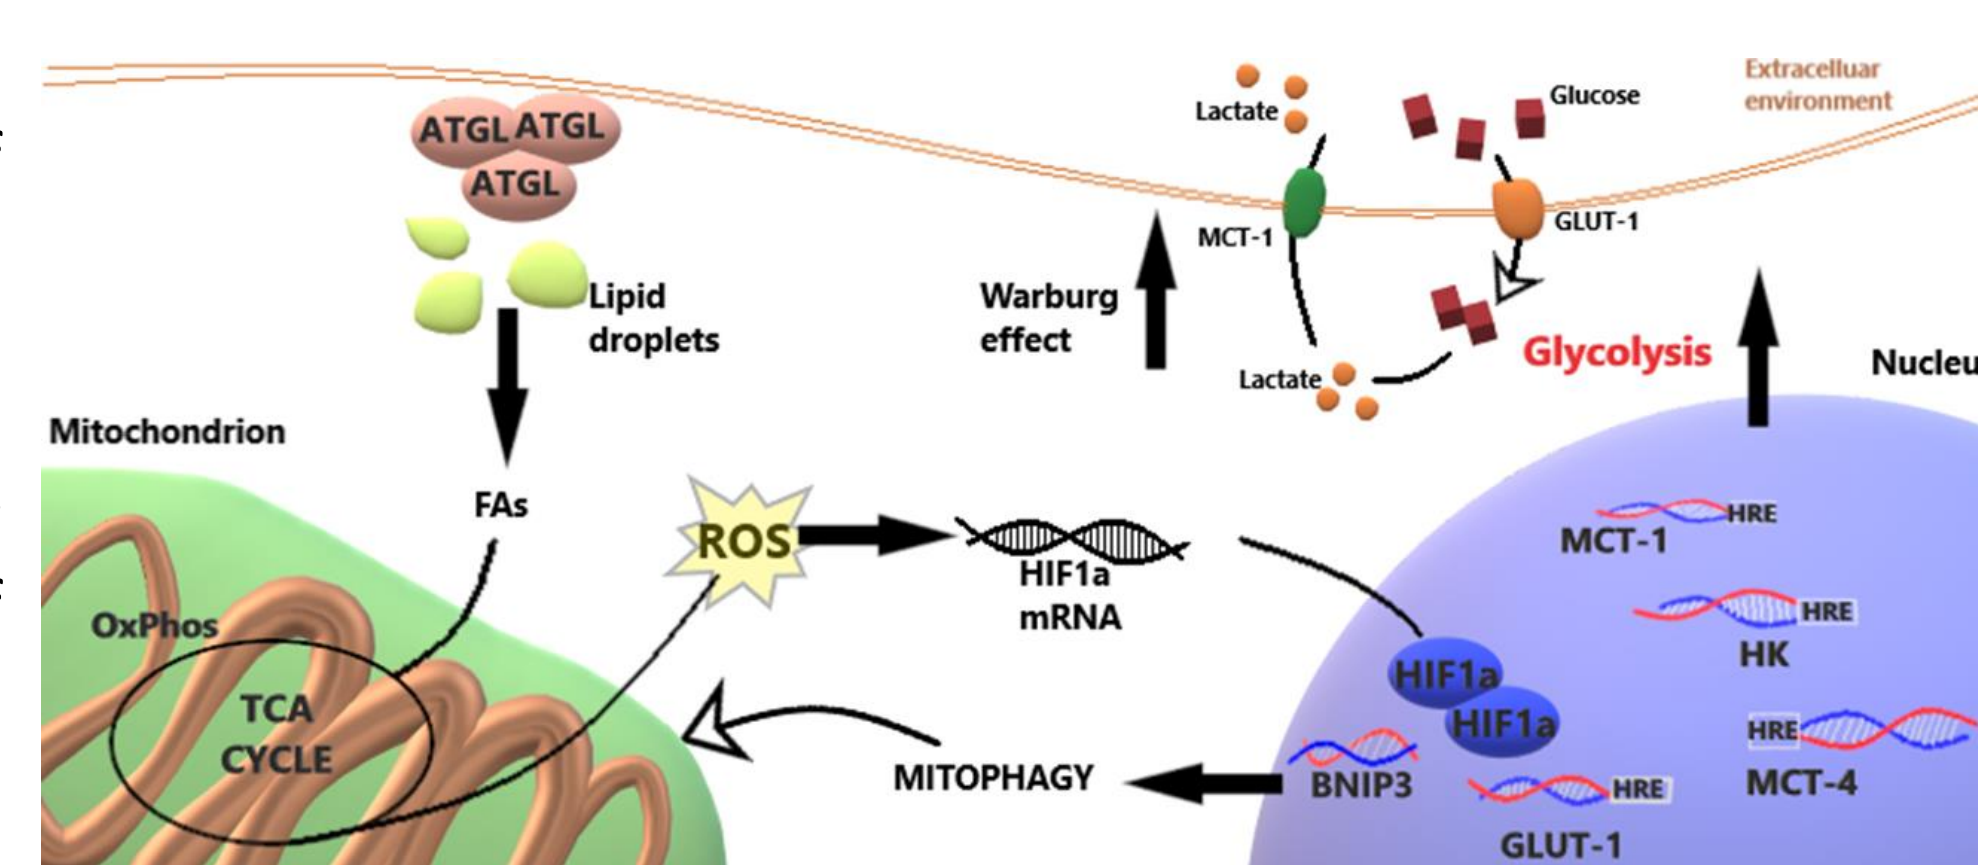 Extracelluar
environment
Lactate
Glucose
ATGL ATGL
ATGL
MCT-1
GLUT-1
Lipid
droplets
Warburg
effect
Glycolysis
Lactate
Nucleu
Mitochondrion
FAs
ROS
HIF1a
mRNA
HRE
MCT-1
HRE
HK
OxPhos
TCA
CYCLE
HIF1a
HIF1a
HRE
MCT-4
MITOPHAGY
BNIP3
HRE
GLUT-1